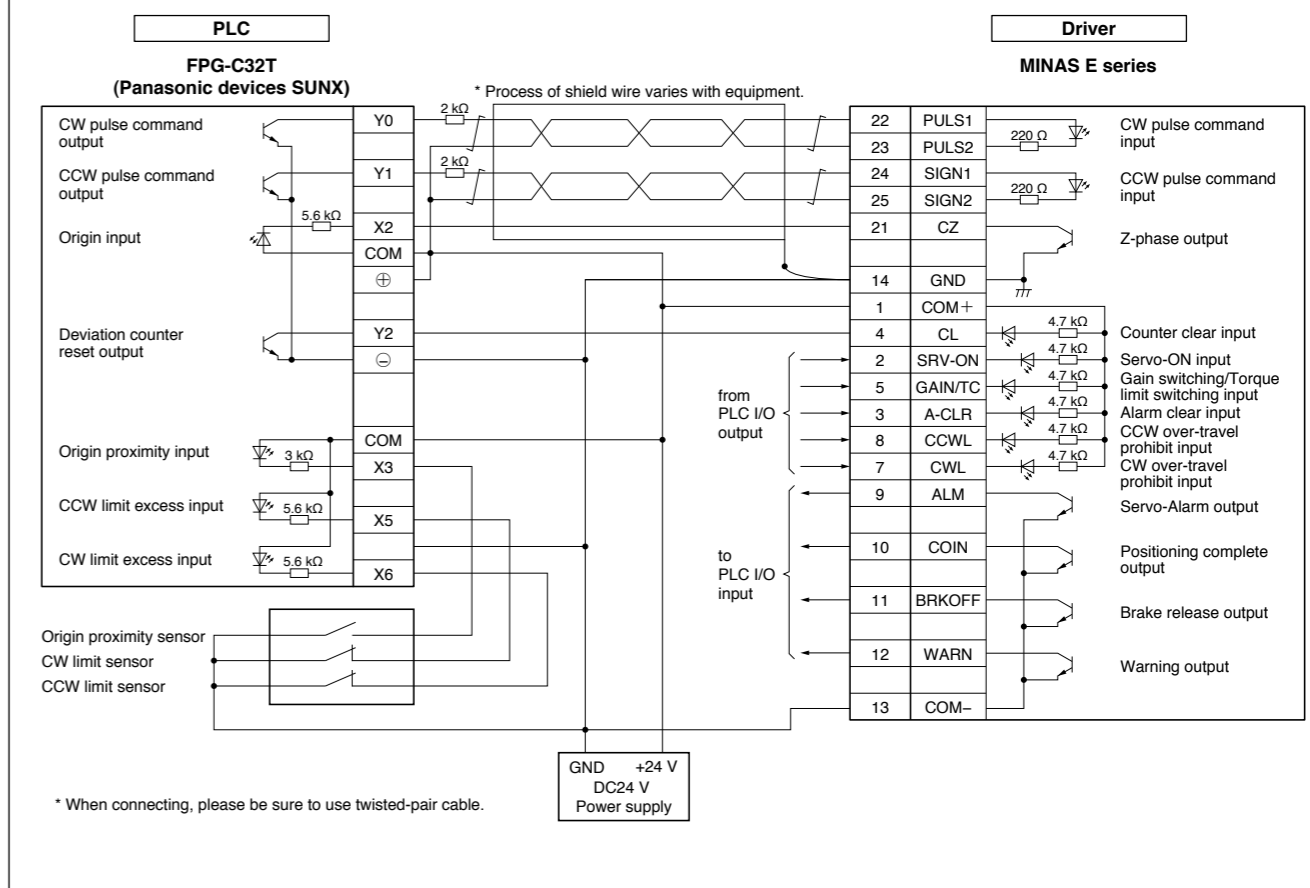 PLC
Driver
FPG-C32T
(Panasonic devices SUNX)
MINAS E series
* Process of shield wire varies with equipment.
CW pulse command
output
Y0
2 kΩ
22 PULS1
23 PULS2
220 Ω
CW pulse command
input
CCW pulse command
output
Y1
2 kΩ
24 SIGN1
25 SIGN2
220 Ω
CCW pulse command
input
Origin input
5.6 kΩ
X2
COM
⊕
21 CZ
Z-phase output
14 GND
1 COM+
Deviation counter
reset output
Y2
⊖
4 CL
4.7 kΩ
Counter clear input
from
PLC I/O
output
2 SRV-ON
4.7 kΩ
Servo-ON input
5 GAIN/TC
4.7 kΩ
Gain switching/Torque
limit switching input
3 A-CLR
4.7 kΩ
Alarm clear input
8 CCWL
4.7 kΩ
CCW over-travel
prohibit input
7 CWL
4.7 kΩ
CW over-travel
prohibit input
Origin proximity input
3 kΩ
COM
X3
CCW limit excess input
5.6 kΩ
X5
CW limit excess input
5.6 kΩ
X6
to
PLC I/O
input
9 ALM
Servo-Alarm output
10 COIN
Positioning complete
output
11 BRKOFF
Brake release output
12 WARN
Warning output
13 COM–
Origin proximity sensor
CW limit sensor
CCW limit sensor
GND +24 V
DC24 V
Power supply
* When connecting, please be sure to use twisted-pair cable.